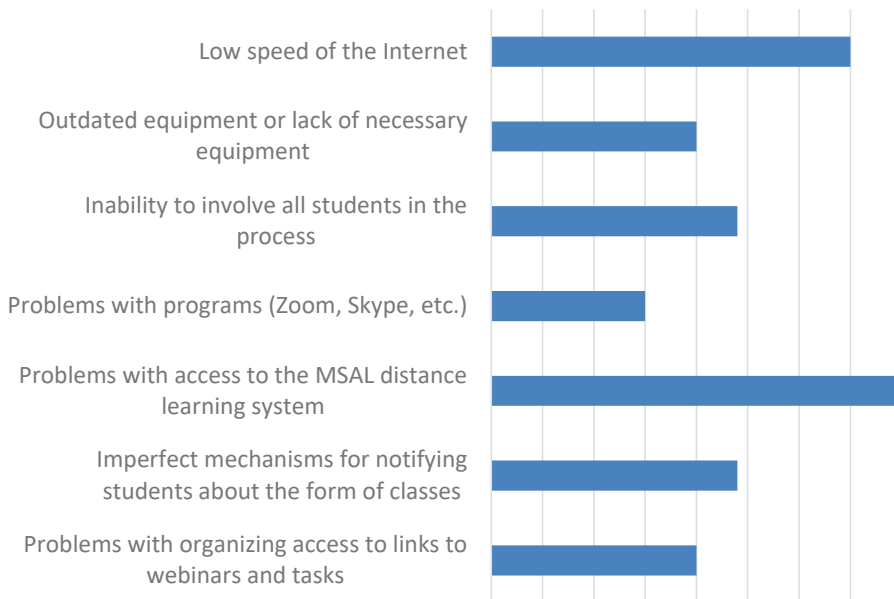 Low speed of the Internet
Outdated equipment or lack of necessary
equipment
Inability to involve all students in the
process
Problems with programs (Zoom, Skype, etc.)
Problems with access to the MSAL distance
learning system
Imperfect mechanisms for notifying
students about the form of classes
Problems with organizing access to links to
webinars and tasks